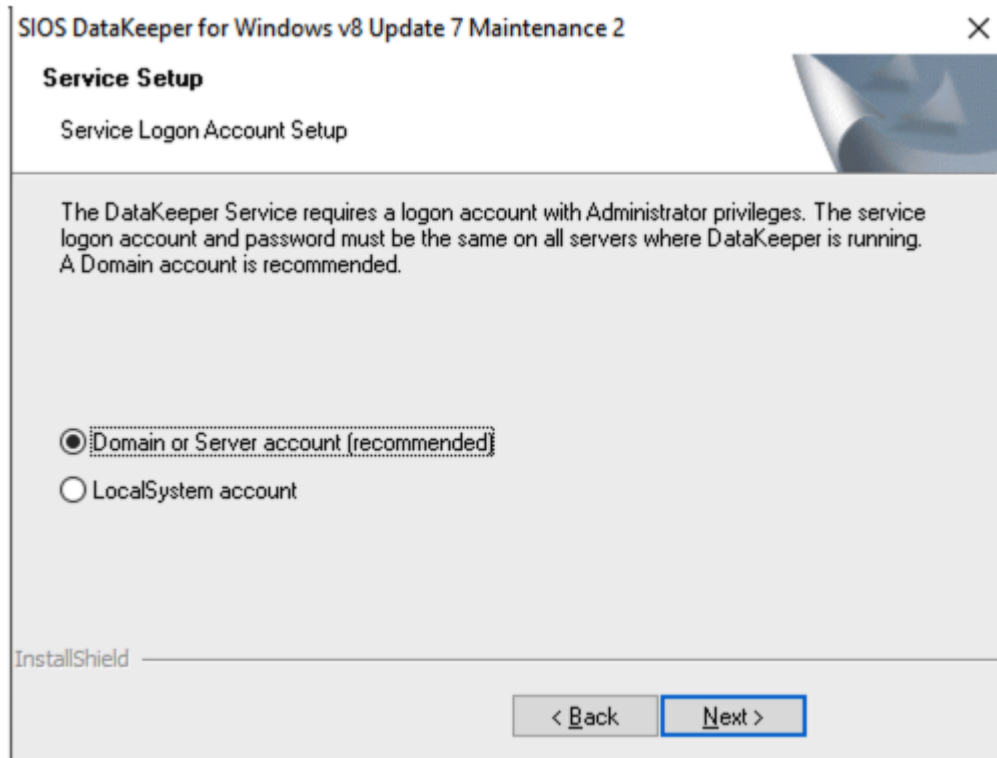 SIOS DataKeeper for Windows v8 Update 7 Maintenance 2
Service Setup
Service Logon Account Setup
The DataKeeper Service requires a logon account with Administrator privileges. The service
logon account and password must be the same on all servers where DataKeeper is running.
A Domain account is recommended.
Domain or Server account (recommended)
LocalSystem account
InstallShield
< Back
Next >